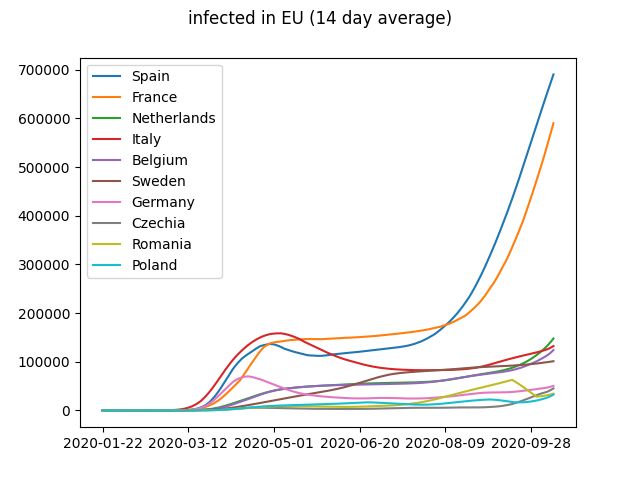 infected in EU (14 day average)
700000
600000
500000
400000
300000
200000
100000
0
Spain
France
Netherlands
Italy
Belgium
Sweden
Germany
Czechia
Romania
Poland
2020-01-22 2020-03-12 2020-05-01 2020-06-20 2020-08-09 2020-09-28